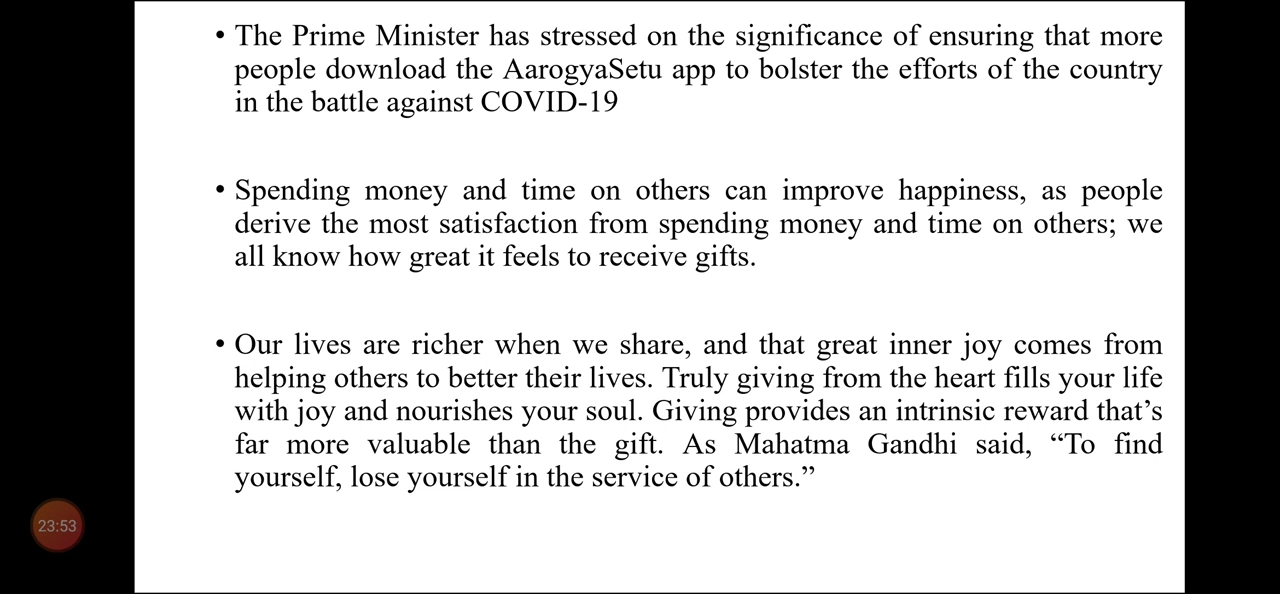 • The Prime Minister has stressed on the significance of ensuring that more
people download the AarogyaSetu app to bolster the efforts of the country
in the battle against COVID-19
• Spending money and time on others can improve happiness, as people
derive the most satisfaction from spending money and time on others; we
all know how great it feels to receive gifts.
• Our lives are richer when we share, and that great inner joy comes from
helping others to better their lives. Truly giving from the heart fills your life
with joy and nourishes your soul. Giving provides an intrinsic reward that’s
far more valuable than the gift. As Mahatma Gandhi said, “To find
yourself, lose yourself in the service of others.”
23:53